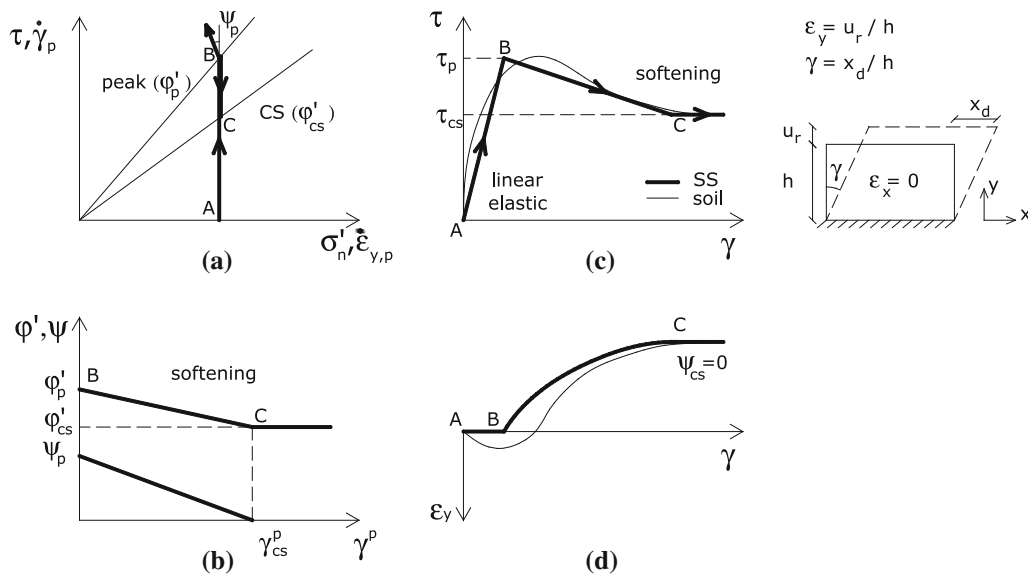 τ, γ̇p
ψp
B
peak (φ'p)
CS (φ'cs)
C
A
σ'n, ε̇y,p
(a)
τ
B
τp
softening
τcs
C
linear
elastic
SS
soil
A
γ
(c)
εy = ur / h
γ = xd / h
xd
ur
h
γ
εx = 0
y
x
φ', ψ
φ'p
B
softening
φ'cs
C
ψp
γpcs
γp
(b)
C
ψcs=0
A
B
γ
εy
(d)